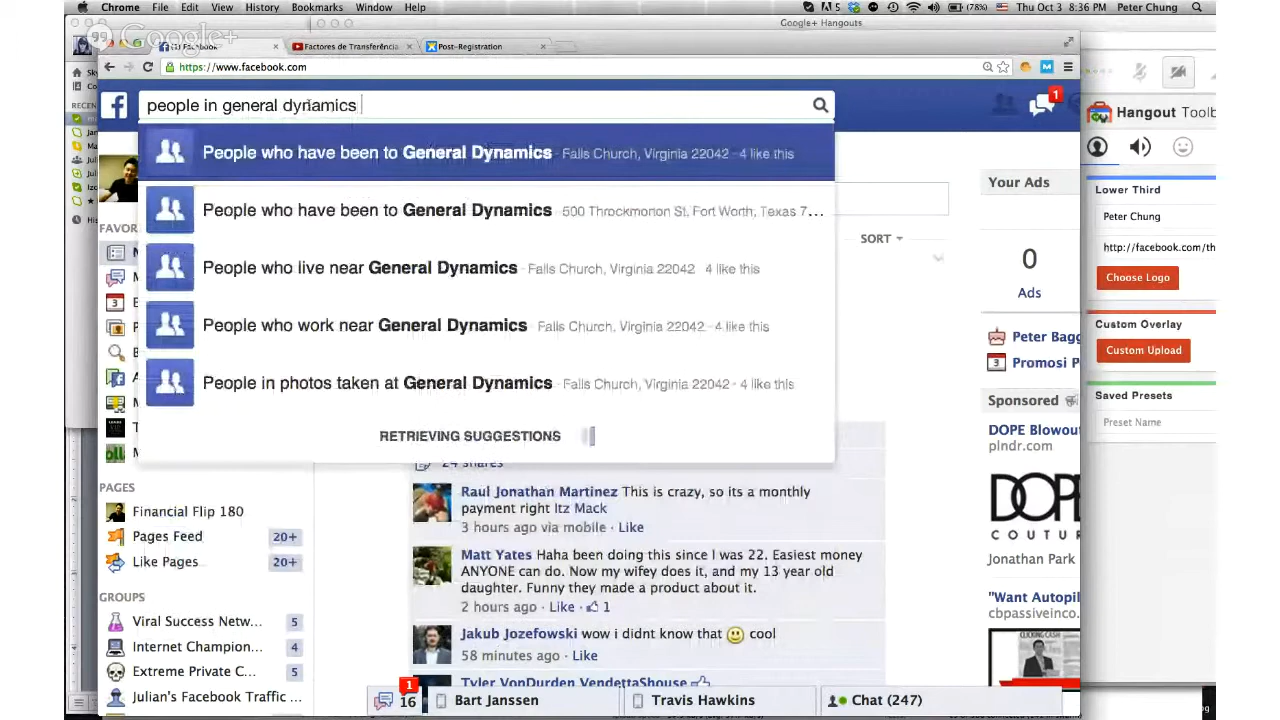 Chrome File Edit View History Bookmarks Window Help
(78%) Thu Oct 3 8:36 PM Peter Chung
Google+ Hangouts
Google+
(1) Facebook
Factores de Transferência
Post-Registration
https://www.facebook.com
people in general dynamics
1
People who have been to General Dynamics · Falls Church, Virginia 22042 · 4 like this
People who have been to General Dynamics · 500 Throckmorton St, Fort Worth, Texas 7...
People who live near General Dynamics · Falls Church, Virginia 22042 · 4 like this
People who work near General Dynamics · Falls Church, Virginia 22042 · 4 like this
People in photos taken at General Dynamics · Falls Church, Virginia 22042 · 4 like this
RETRIEVING SUGGESTIONS
SORT
24 shares
Raul Jonathan Martinez This is crazy, so its a monthly
payment right Itz Mack
3 hours ago via mobile · Like
Matt Yates Haha been doing this since I was 22. Easiest money
ANYONE can do. Now my wifey does it, and my 13 year old
daughter. Funny they made a product about it.
2 hours ago · Like · 1
Jakub Jozefowski wow i didnt know that cool
58 minutes ago · Like
Tyler VonDurden VendettaShouse
RECEN
FAVO
PAGES
Financial Flip 180
Pages Feed 20+
Like Pages 20+
GROUPS
Viral Success Netw... 5
Internet Champion... 4
Extreme Private C... 5
Julian's Facebook Traffic ...
1
16
Bart Janssen
Travis Hawkins
Chat (247)
Your Ads
0
Ads
Peter Bagg
Promosi P
Sponsored
DOPE Blowou
plndr.com
DOPE
COUTUR
Jonathan Park
"Want Autopil
cbpassiveinco.
CLICKING CASH
Hangout Toolb
Lower Third
Peter Chung
http://facebook.com/th
Choose Logo
Custom Overlay
Custom Upload
Saved Presets
Preset Name